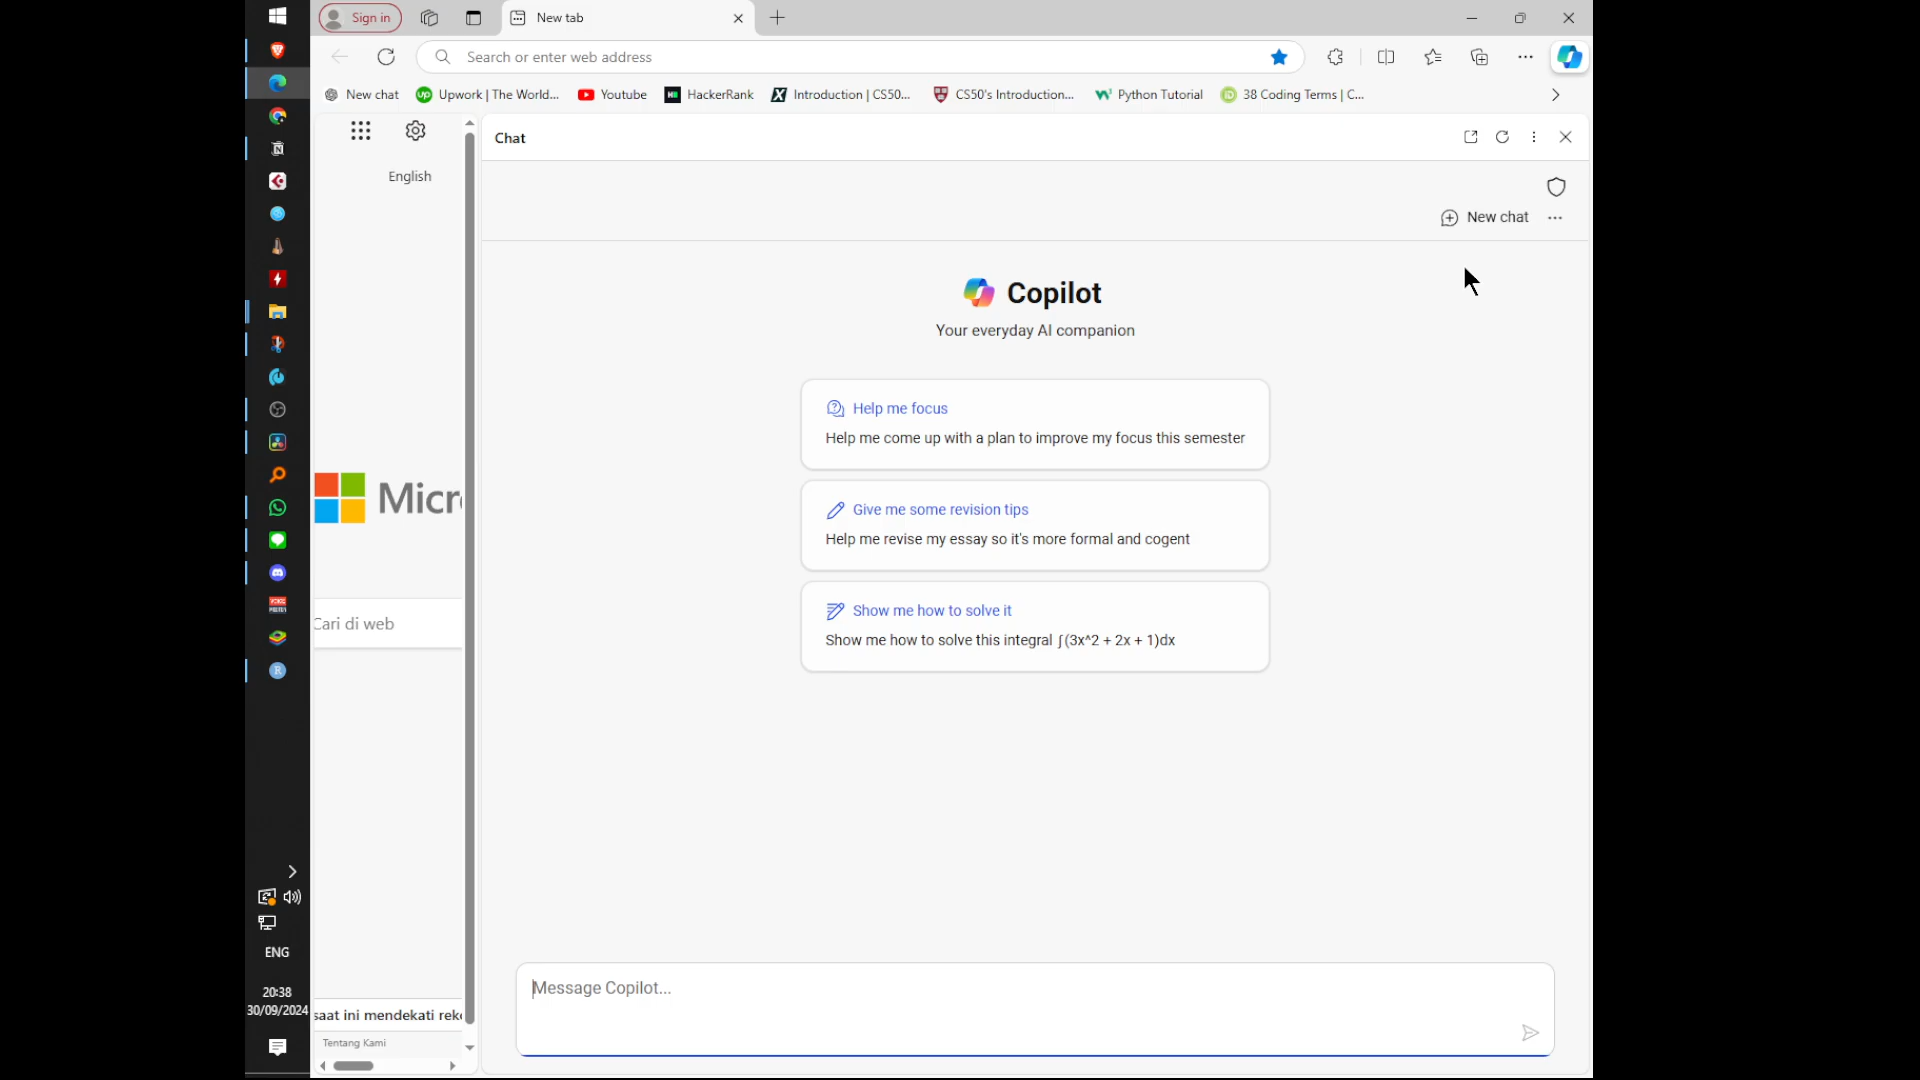 Sign in
New tab
Search or enter web address
New chat
Upwork | The World...
Youtube
HackerRank
Introduction | CS50...
CS50's Introduction...
Python Tutorial
38 Coding Terms | C...
Chat
English
New chat
Copilot
Your everyday AI companion
Help me focus
Help me come up with a plan to improve my focus this semester
Give me some revision tips
Help me revise my essay so it's more formal and cogent
Show me how to solve it
Show me how to solve this integral ∫(3x^2 + 2x + 1)dx
Micr
Cari di web
ENG
20:38
30/09/2024
saat ini mendekati reke
Tentang Kami
Message Copilot...